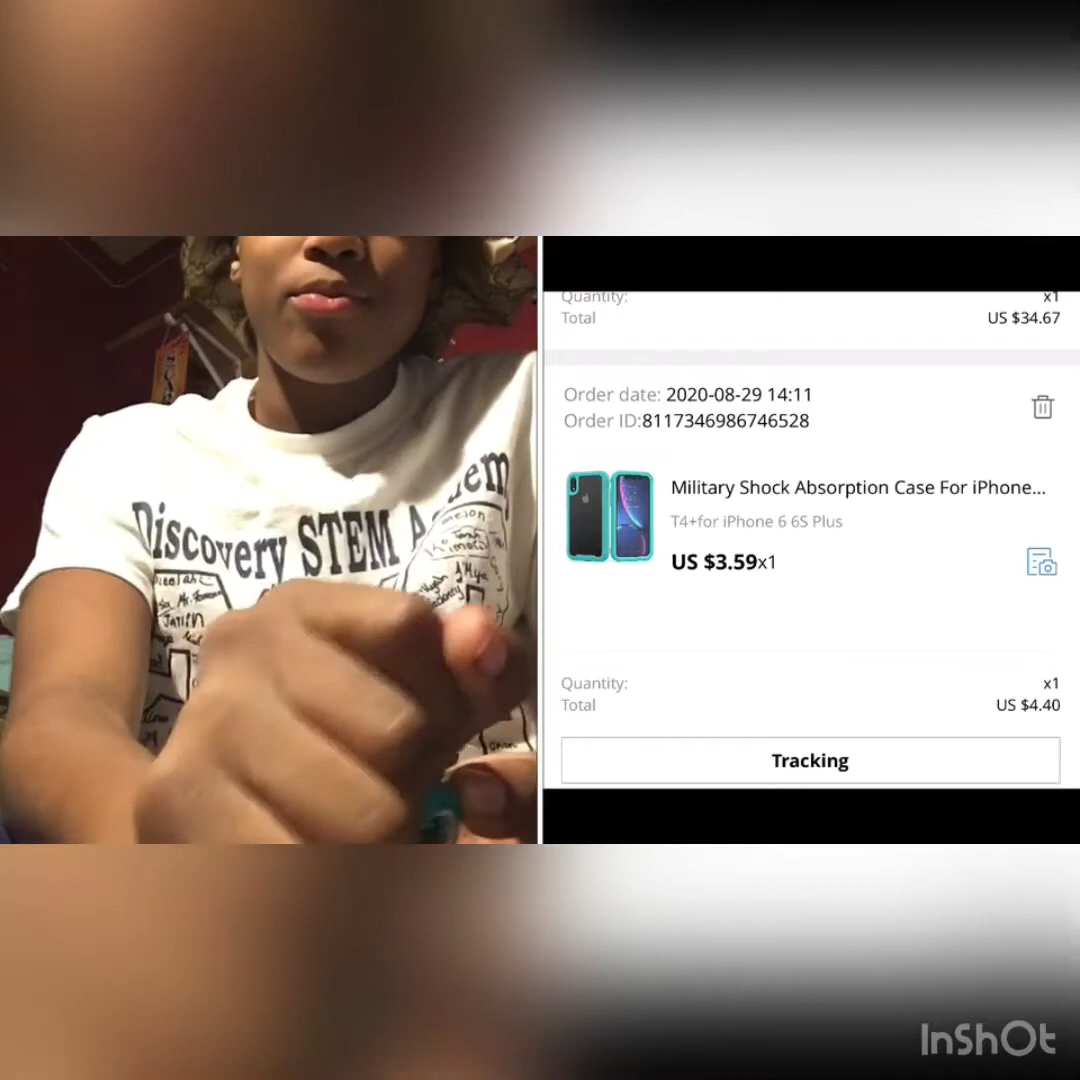 Discovery STEM A
Jarlin
Quantity: x1
Total US $34.67
Order date: 2020-08-29 14:11
Order ID:8117346986746528
Military Shock Absorption Case For iPhone...
T4+for iPhone 6 6S Plus
US $3.59x1
Quantity: x1
Total US $4.40
Tracking
InShOt